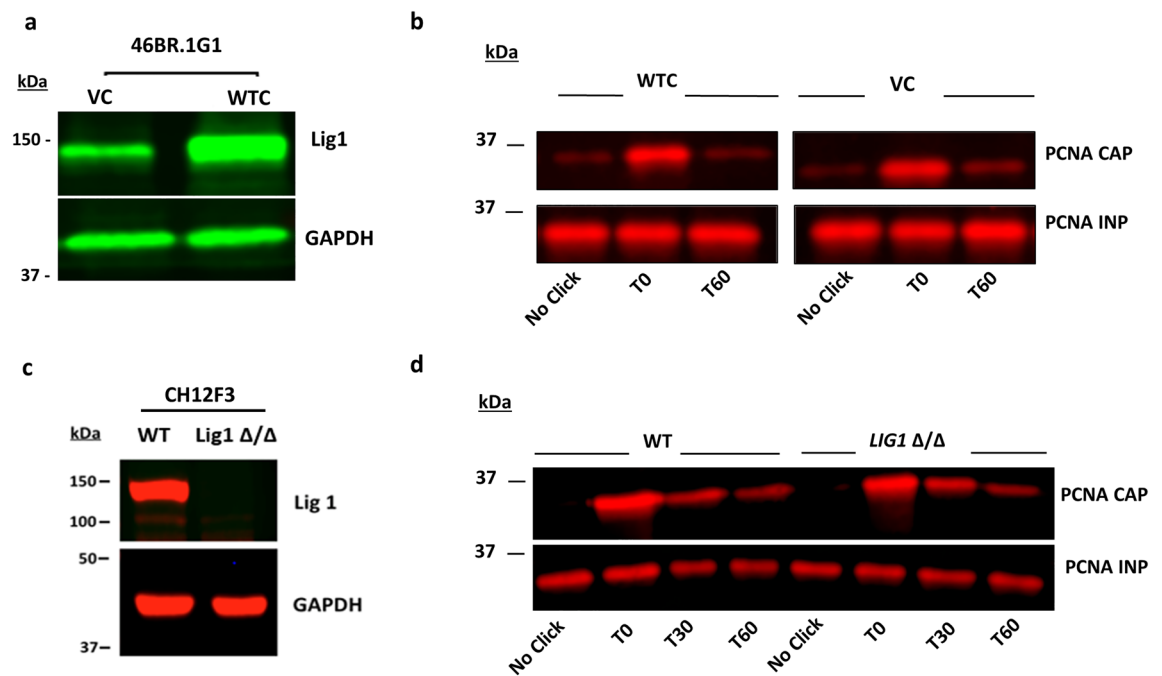 a
46BR.1G1
kDa
VC WTC
150 - Lig1
GAPDH
37 -
b
kDa
WTC VC
37 — PCNA CAP
37 — PCNA INP
No Click T0 T60 No Click T0 T60
c
CH12F3
kDa WT Lig1 Δ/Δ
150– Lig 1
100–
50–
GAPDH
37–
d
kDa
WT LIG1 Δ/Δ
37 — PCNA CAP
37 — PCNA INP
No Click T0 T30 T60 No Click T0 T30 T60